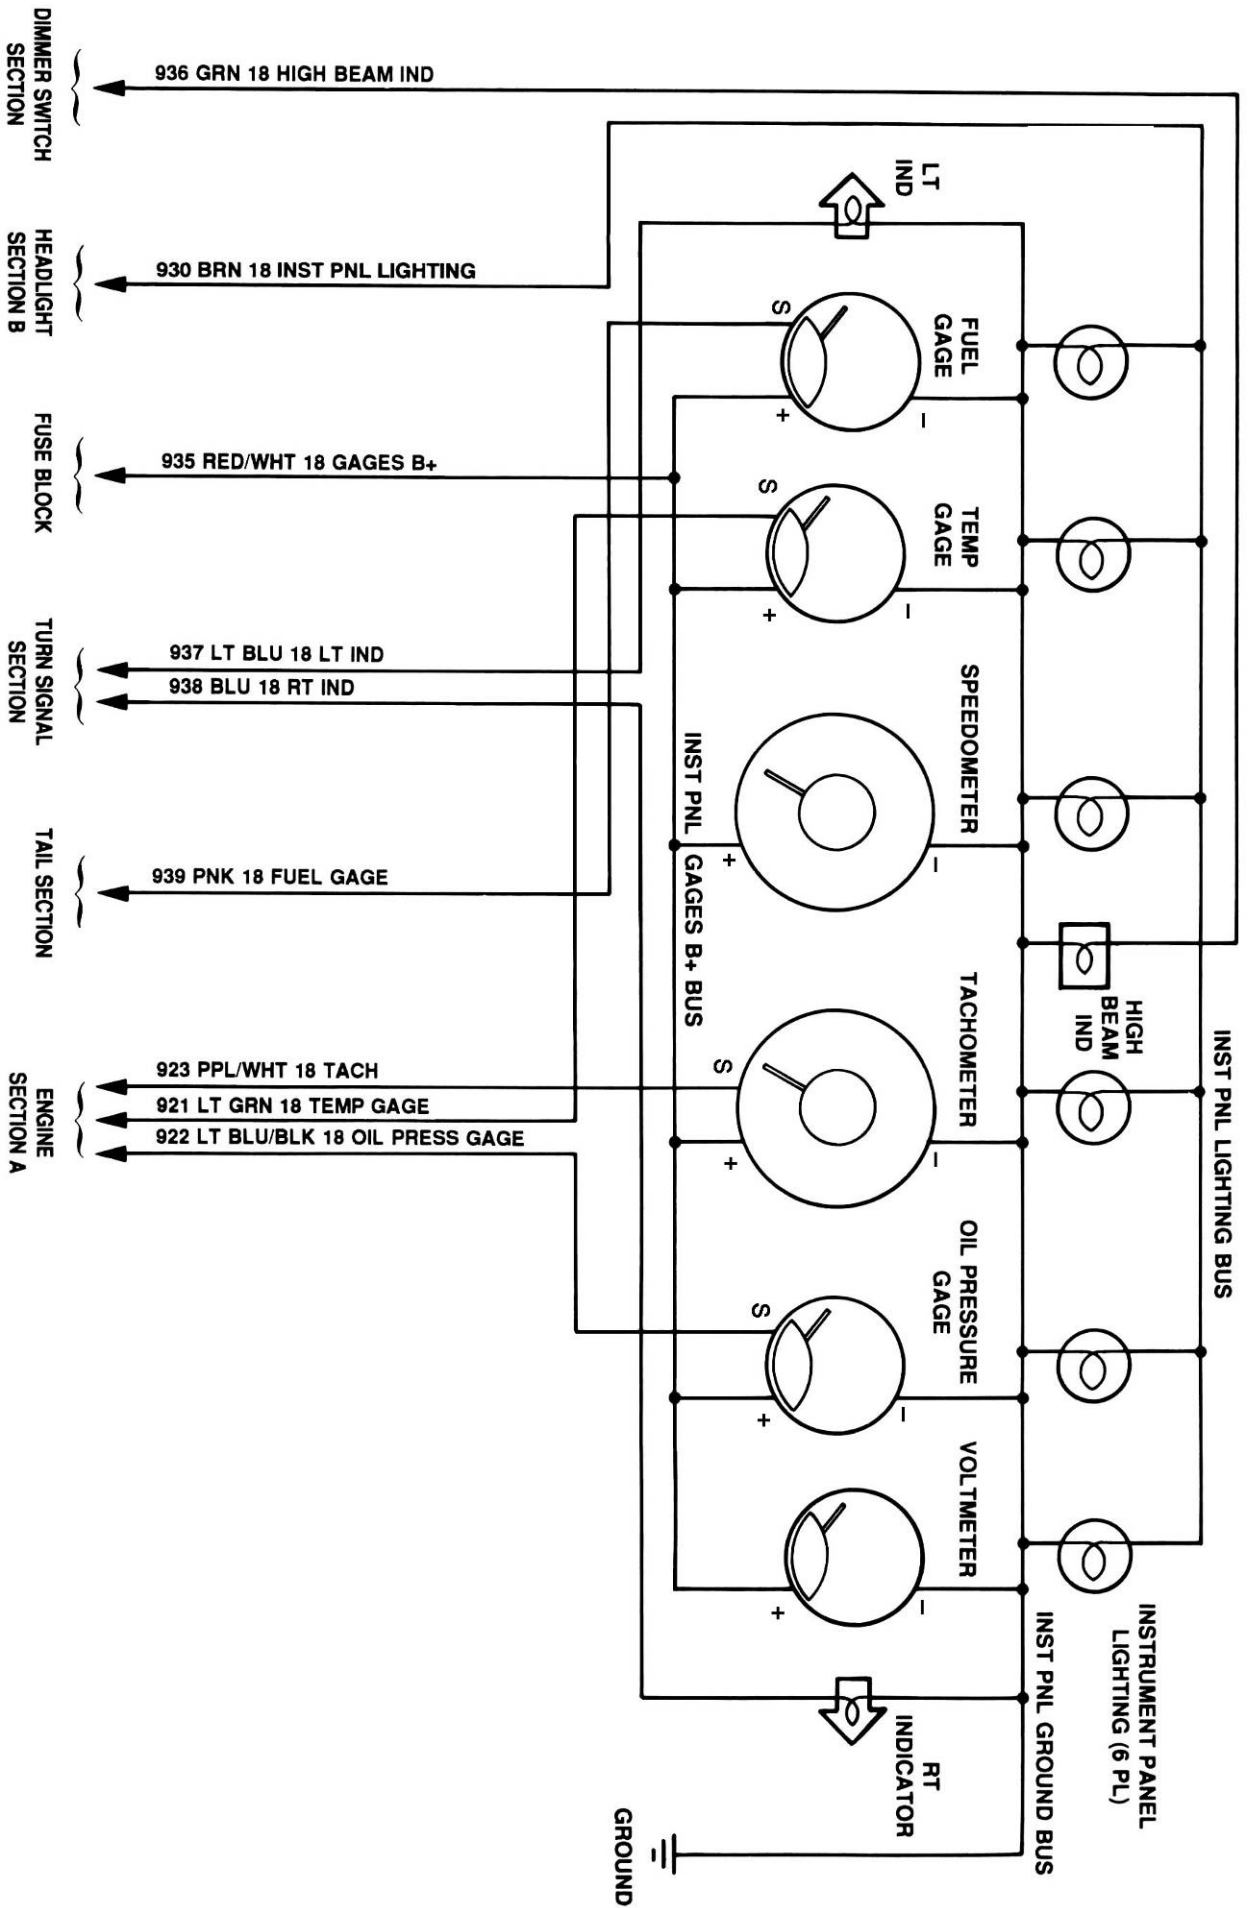 DIMMER SWITCH
SECTION
936 GRN 18 HIGH BEAM IND
HEADLIGHT
SECTION B
930 BRN 18 INST PNL LIGHTING
FUSE BLOCK
935 RED/WHT 18 GAGES B+
TURN SIGNAL
SECTION
937 LT BLU 18 LT IND
938 BLU 18 RT IND
TAIL SECTION
939 PNK 18 FUEL GAGE
ENGINE
SECTION A
923 PPL/WHT 18 TACH
921 LT GRN 18 TEMP GAGE
922 LT BLU/BLK 18 OIL PRESS GAGE
LT
IND
FUEL
GAGE
S
+
−
TEMP
GAGE
S
+
−
SPEEDOMETER
+
−
TACHOMETER
S
+
−
OIL PRESSURE
GAGE
S
+
−
VOLTMETER
+
−
RT
INDICATOR
INST PNL GAGES B+ BUS
HIGH
BEAM
IND
INST PNL LIGHTING BUS
INSTRUMENT PANEL
LIGHTING (6 PL)
INST PNL GROUND BUS
GROUND